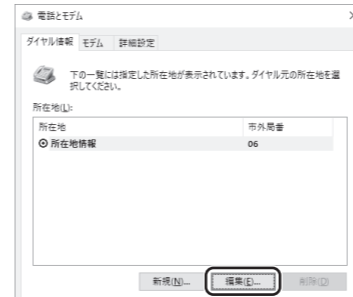 電話とモデム
ダイヤル情報 モデム 詳細設定
下の一覧には指定した所在地が表示されています。ダイヤル元の所在地を選
択してください。
所在地(L):
所在地 市外局番
所在地情報 06
新規(N)... 編集(E)... 削除(D)